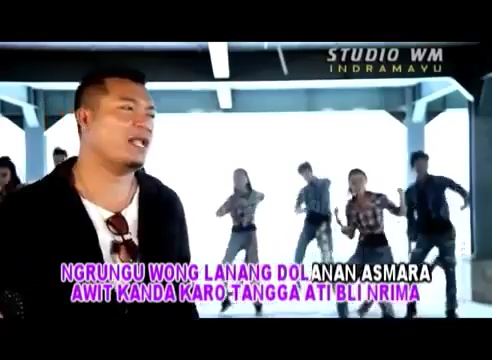 STUDIO WM
INDRAMAYU
NGRUNGU WONG LANANG DOLANAN ASMARA
AWIT KANDA KARO TANGGA ATI BLI NRIMA